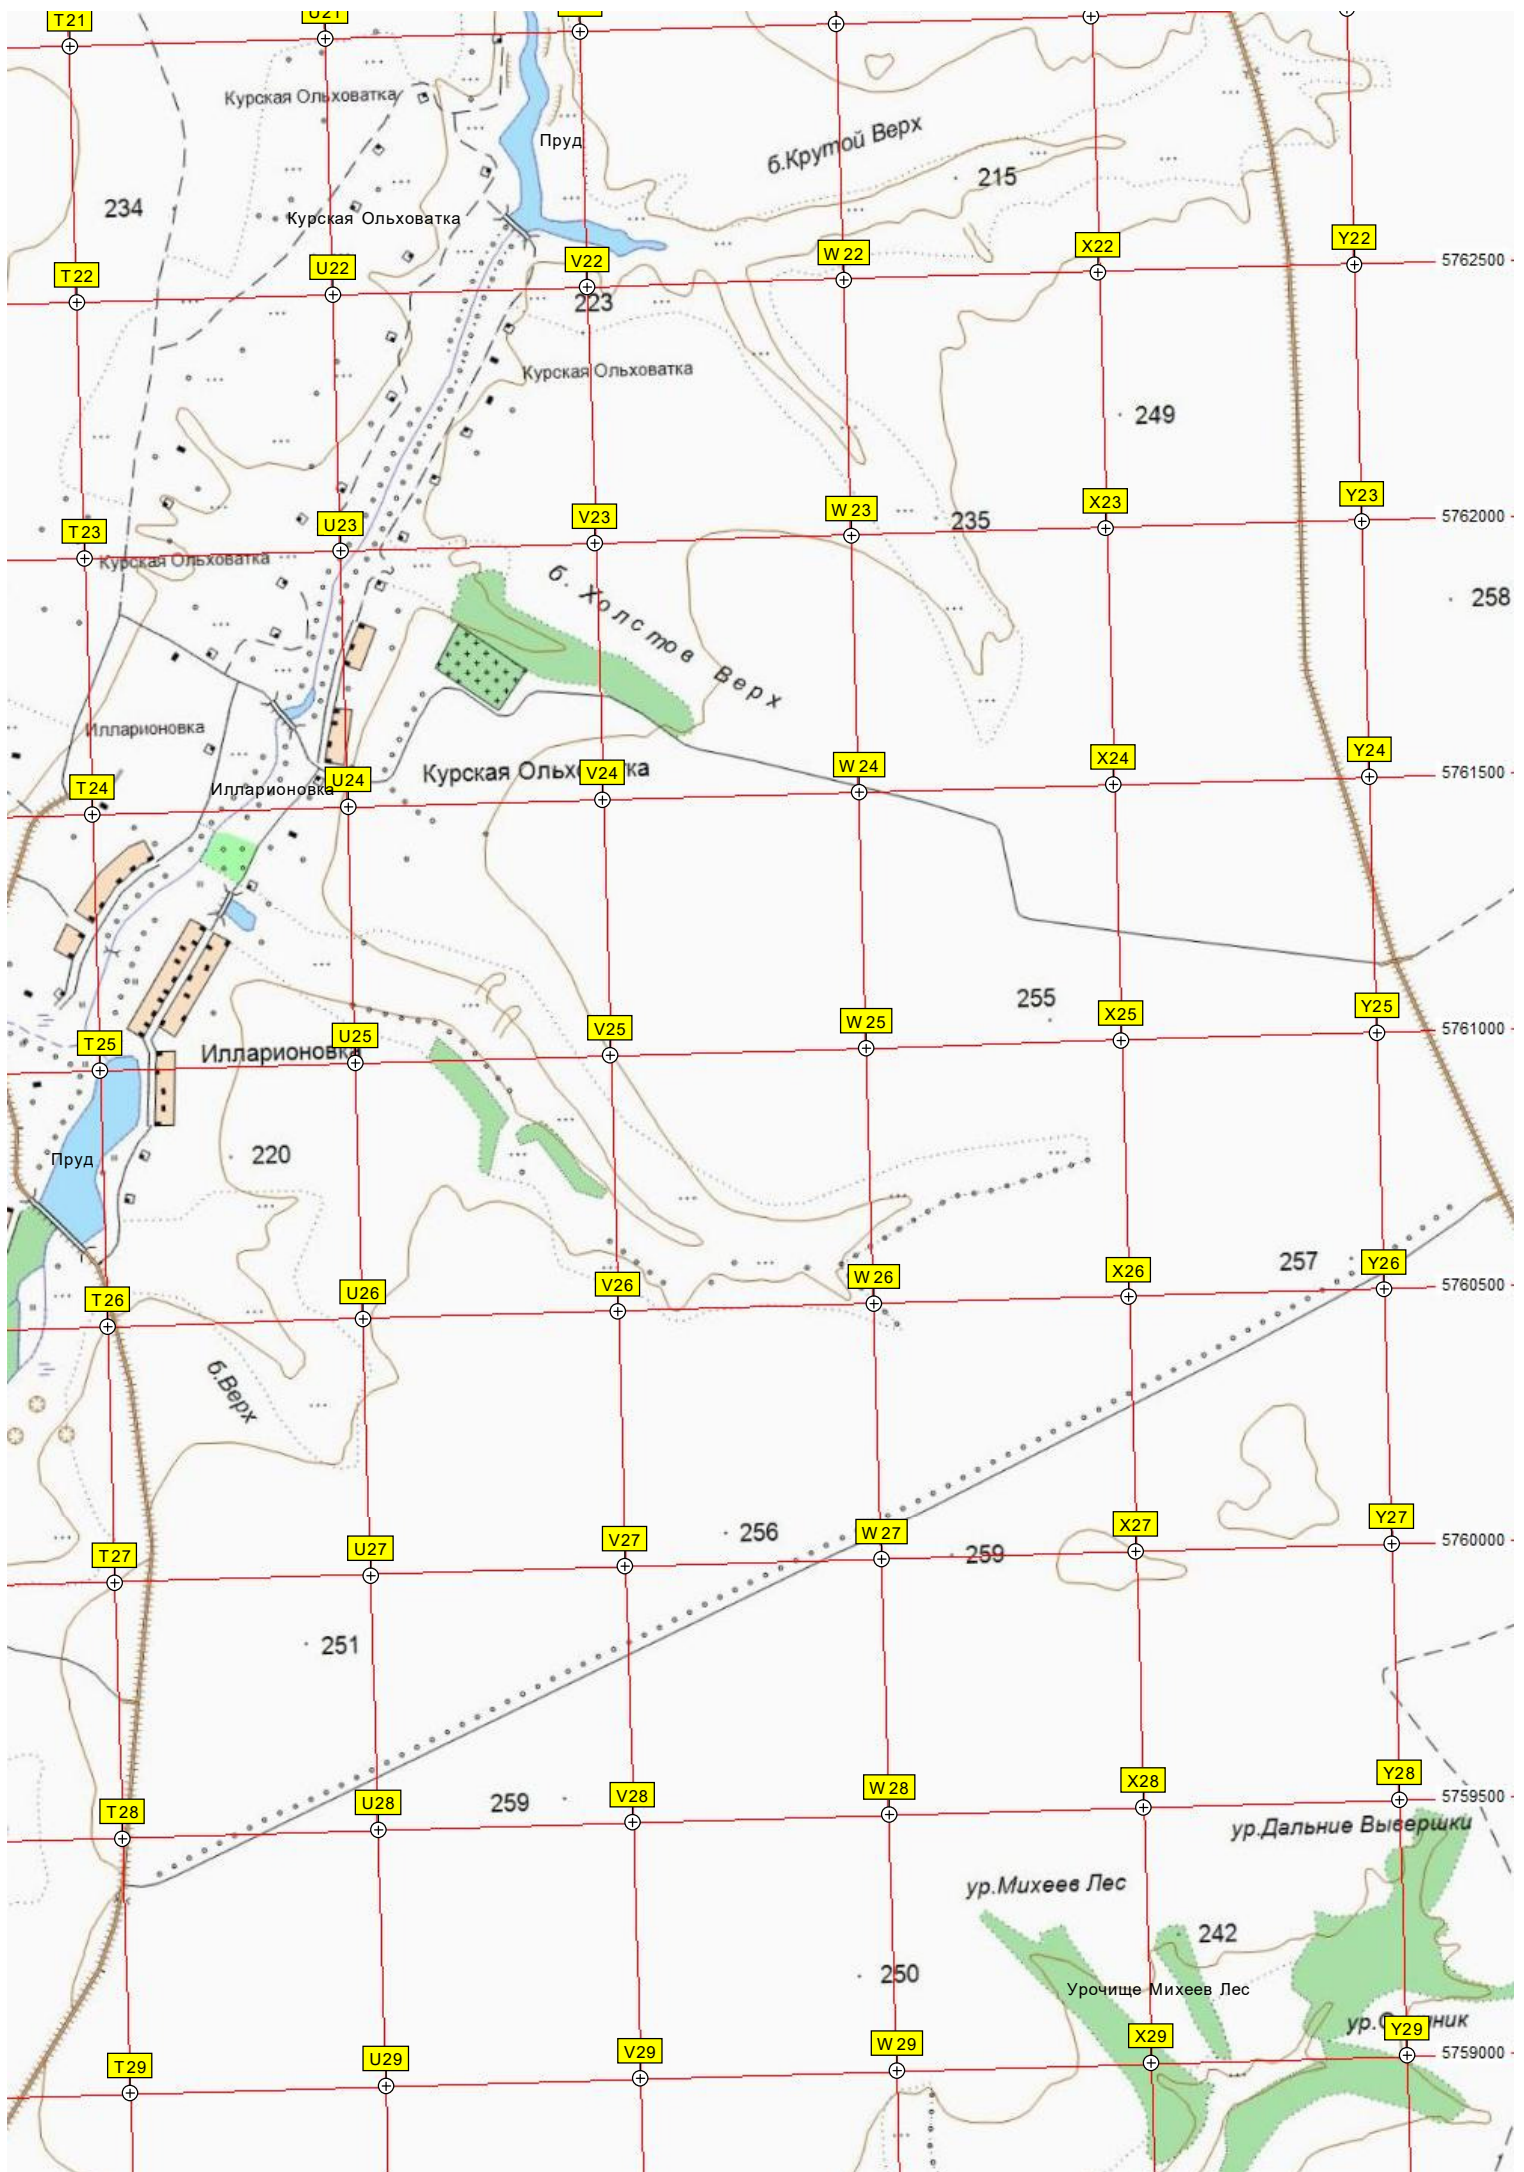 T21
U21
Курская Ольховатка
Пруд
б.Крутой Верх
215
234
Курская Ольховатка
T22
U22
V22
W22
X22
Y22
5762500
223
Курская Ольховатка
249
T23
U23
V23
W23
235
X23
Y23
5762000
Курская Ольховатка
б. Холстов Верх
258
Илларионовка
Курская Ольховатка
Илларионовка
T24
U24
V24
W24
X24
Y24
5761500
255
T25
U25
V25
W25
X25
Y25
5761000
Илларионовка
Пруд
220
257
T26
U26
V26
W26
X26
Y26
5760500
б.Верх
256
259
T27
U27
V27
W27
X27
Y27
5760000
251
259
T28
U28
V28
W28
X28
Y28
5759500
ур.Дальние Вывершки
ур.Михеев Лес
242
250
Урочище Михеев Лес
T29
U29
V29
W29
X29
Y29
5759000